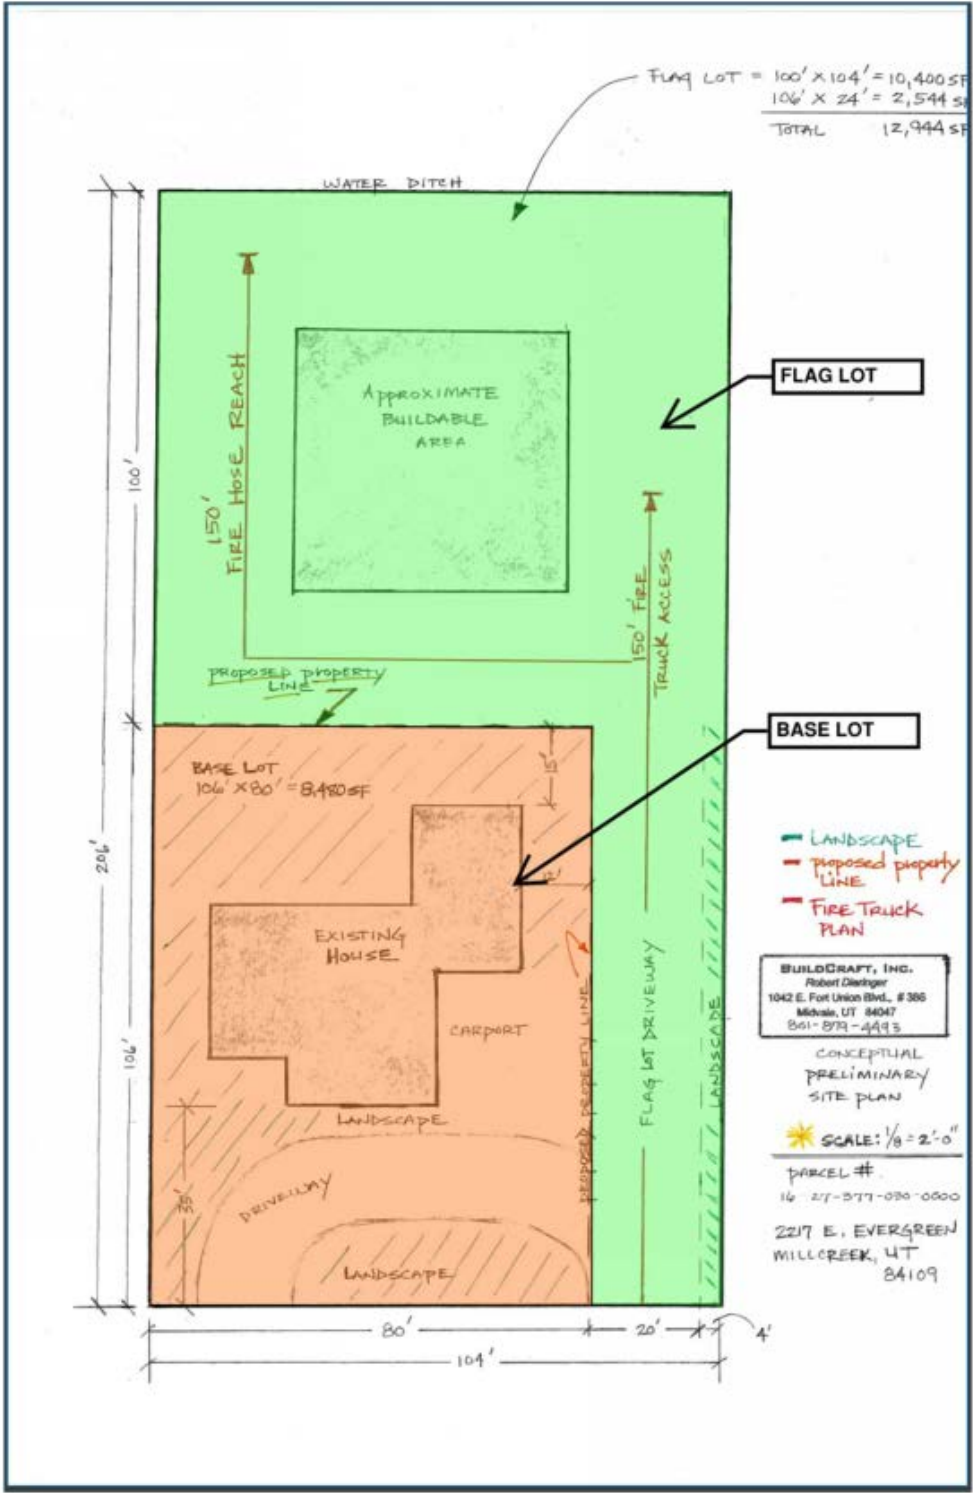 FLAG LOT = 100' X 104' = 10,400 SF
106' X 24' = 2,544 SF
TOTAL 12,944 SF
WATER DITCH
FLAG LOT
APPROXIMATE
BUILDABLE
AREA
150'
FIRE HOSE REACH
100'
150' FIRE
TRUCK ACCESS
PROPOSED PROPERTY
LINE
BASE LOT
BASE LOT
106' X 80' = 8,480 SF
15'
206'
LANDSCAPE
proposed property
LINE
FIRE TRUCK
PLAN
EXISTING
HOUSE
CARPORT
BUILDCRAFT, INC.
Robert Dieringer
1042 E. Fort Union Blvd., # 386
Midvale, UT 84047
801-879-4493
CONCEPTUAL
PRELIMINARY
SITE PLAN
106'
PROPOSED PROPERTY LINE
FLAG LOT DRIVEWAY
LANDSCAPE
LANDSCAPE
SCALE: 1/8 = 2'-0"
DRIVEWAY
LANDSCAPE
PARCEL #
2217 E. EVERGREEN
MILLCREEK, UT
84109
80'
20'
4'
104'